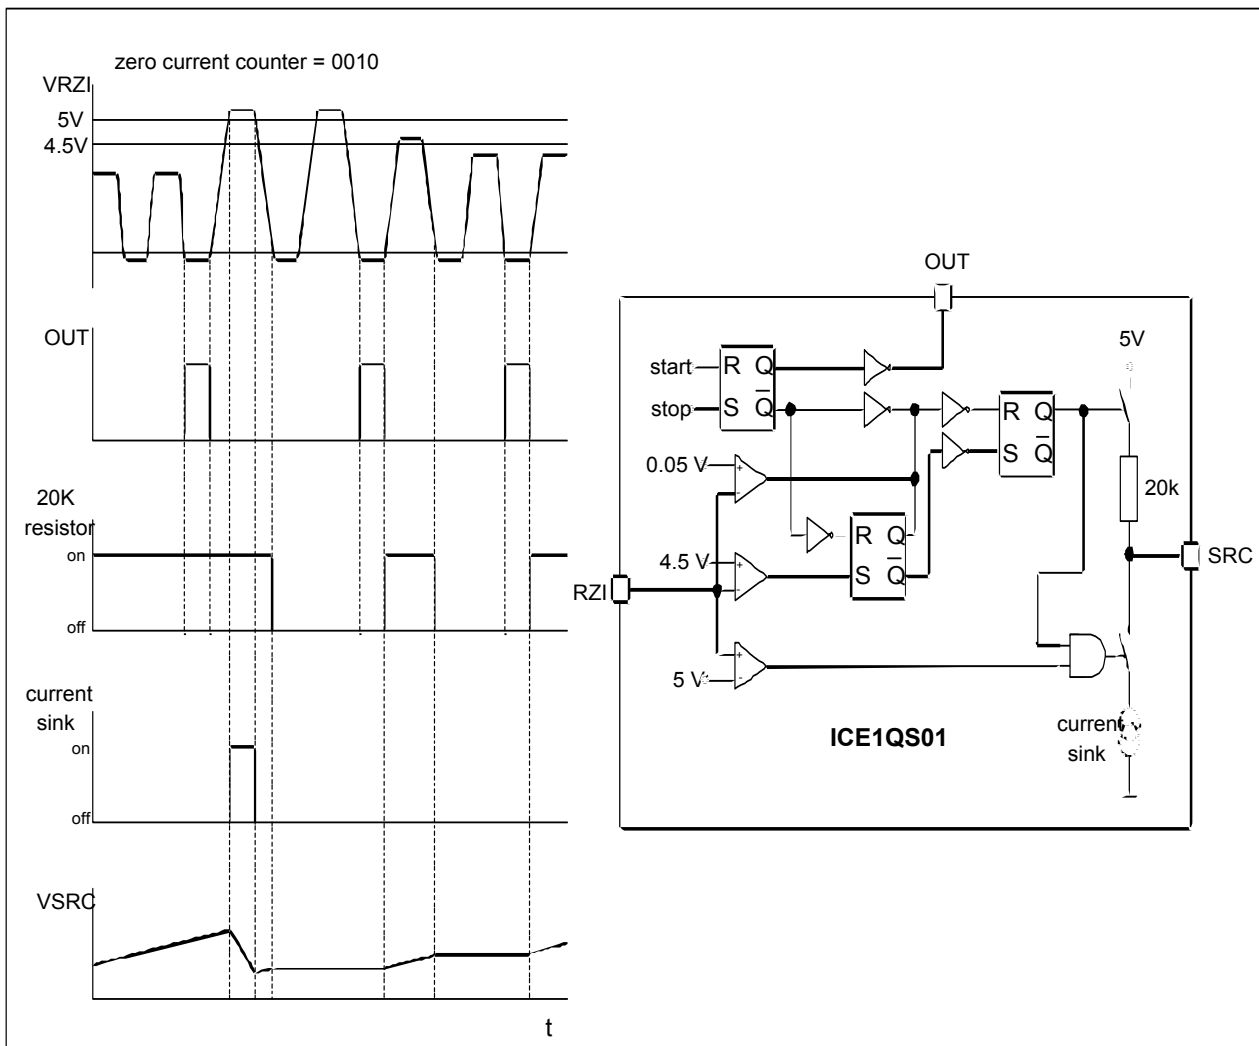 zero current counter = 0010
VRZI
5V
4.5V
OUT
20K
resistor
on
off
current
sink
on
off
VSRC
t
OUT
5V
start
R Q
stop
S Q
R Q
S Q
0.05 V
+
-
20k
R Q
S Q
4.5 V
+
-
RZI
SRC
+
5 V
-
ICE1QS01
current
sink